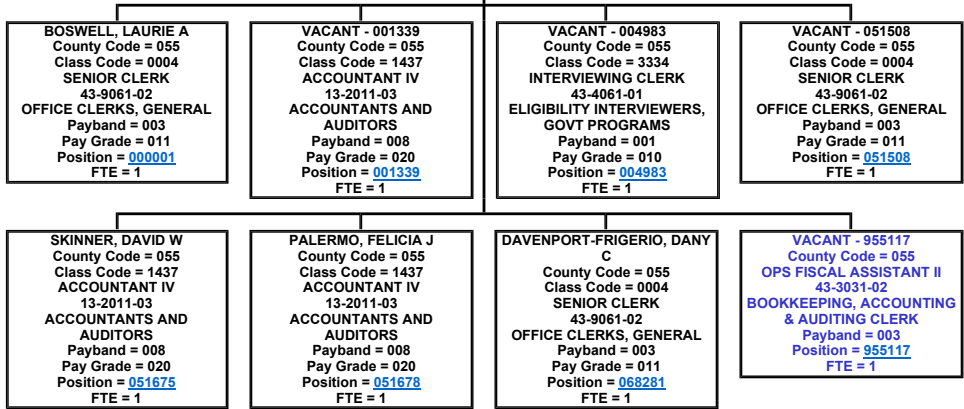 BOSWELL, LAURIE A
County Code = 055
Class Code = 0004
SENIOR CLERK
43-9061-02
OFFICE CLERKS, GENERAL
Payband = 003
Pay Grade = 011
Position = 000001
FTE = 1
VACANT - 001339
County Code = 055
Class Code = 1437
ACCOUNTANT IV
13-2011-03
ACCOUNTANTS AND
AUDITORS
Payband = 008
Pay Grade = 020
Position = 001339
FTE = 1
VACANT - 004983
County Code = 055
Class Code = 3334
INTERVIEWING CLERK
43-4061-01
ELIGIBILITY INTERVIEWERS,
GOVT PROGRAMS
Payband = 001
Pay Grade = 010
Position = 004983
FTE = 1
VACANT - 051508
County Code = 055
Class Code = 0004
SENIOR CLERK
43-9061-02
OFFICE CLERKS, GENERAL
Payband = 003
Pay Grade = 011
Position = 051508
FTE = 1
SKINNER, DAVID W
County Code = 055
Class Code = 1437
ACCOUNTANT IV
13-2011-03
ACCOUNTANTS AND
AUDITORS
Payband = 008
Pay Grade = 020
Position = 051675
FTE = 1
PALERMO, FELICIA J
County Code = 055
Class Code = 1437
ACCOUNTANT IV
13-2011-03
ACCOUNTANTS AND
AUDITORS
Payband = 008
Pay Grade = 020
Position = 051678
FTE = 1
DAVENPORT-FRIGERIO, DANY
C
County Code = 055
Class Code = 0004
SENIOR CLERK
43-9061-02
OFFICE CLERKS, GENERAL
Payband = 003
Pay Grade = 011
Position = 068281
FTE = 1
VACANT - 955117
County Code = 055
OPS FISCAL ASSISTANT II
43-3031-02
BOOKKEEPING, ACCOUNTING
& AUDITING CLERK
Payband = 003
Position = 955117
FTE = 1